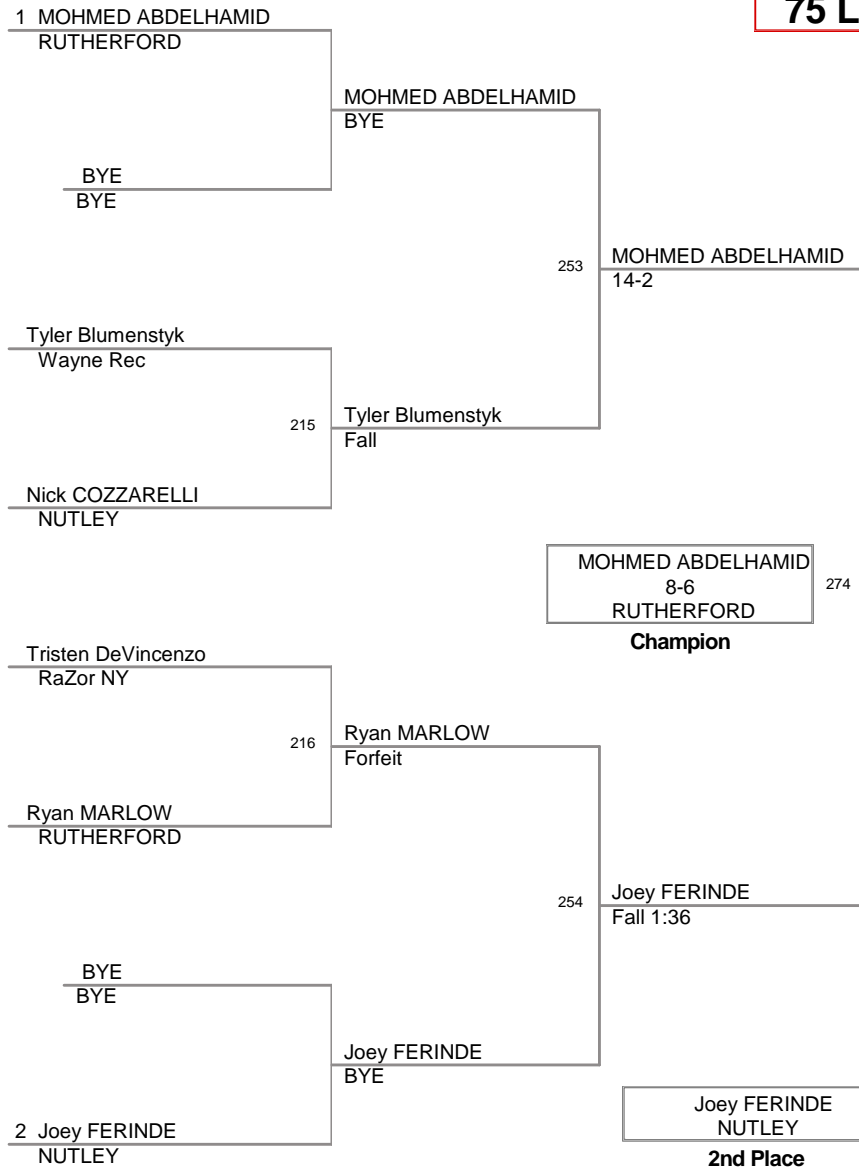 75 L
1 MOHMED ABDELHAMID
RUTHERFORD
MOHMED ABDELHAMID
BYE
BYE
BYE
253
MOHMED ABDELHAMID
14-2
Tyler Blumenstyk
Wayne Rec
215
Tyler Blumenstyk
Fall
Nick COZZARELLI
NUTLEY
MOHMED ABDELHAMID
8-6
RUTHERFORD
274
Champion
Tristen DeVincenzo
RaZor NY
216
Ryan MARLOW
Forfeit
Ryan MARLOW
RUTHERFORD
254
Joey FERINDE
Fall 1:36
BYE
BYE
Joey FERINDE
BYE
2 Joey FERINDE
NUTLEY
Joey FERINDE
NUTLEY
2nd Place